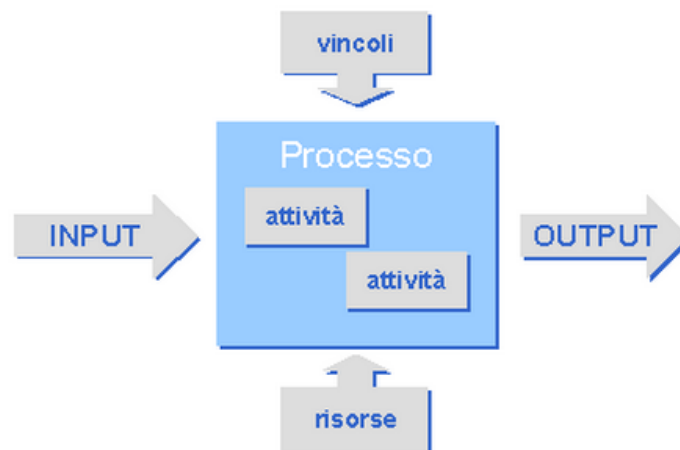 vincoli
Processo
attività
INPUT
OUTPUT
attività
risorse